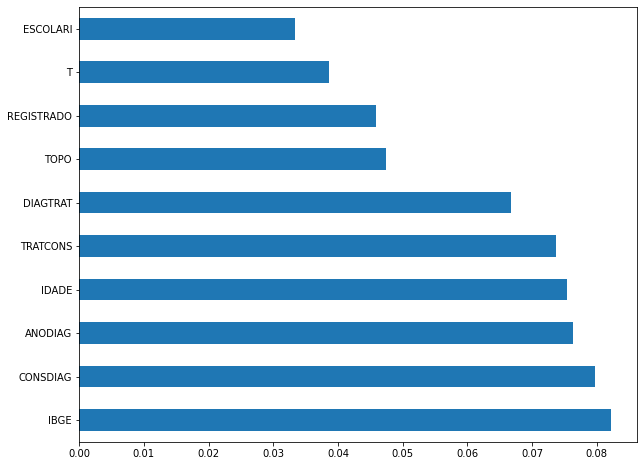 ESCOLARI
T
REGISTRADO
TOPO
DIAGTRAT
TRATCONS
IDADE
ANODIAG
CONSDIAG
IBGE
0.00 0.01 0.02 0.03 0.04 0.05 0.06 0.07 0.08